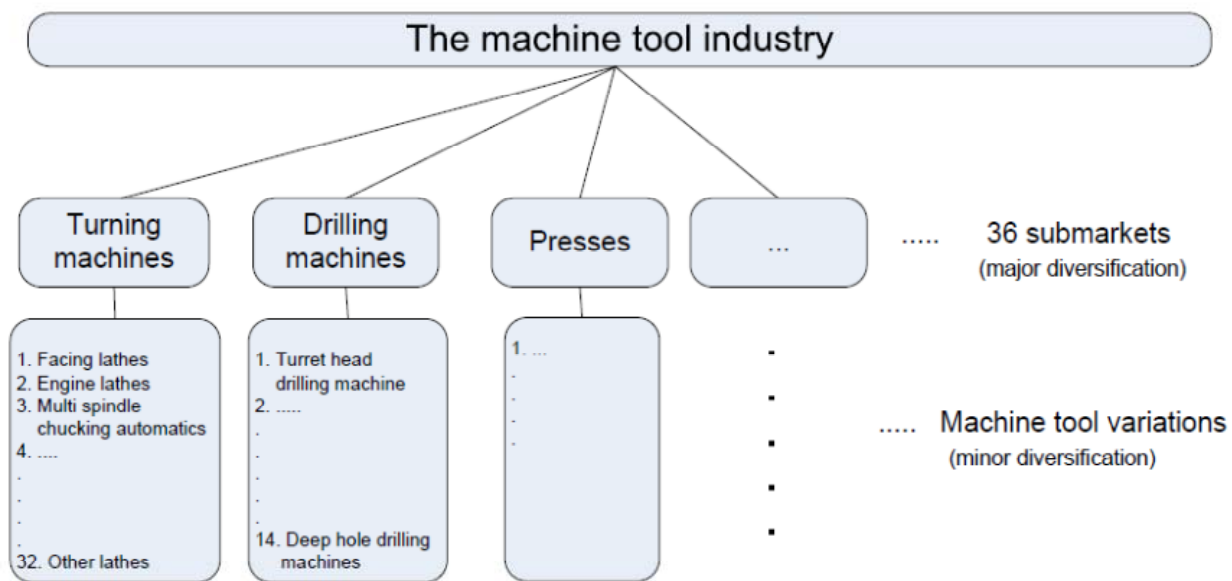 The machine tool industry
Turning
machines
Drilling
machines
Presses
...
..... 36 submarkets
(major diversification)
1. Facing lathes
2. Engine lathes
3. Multi spindle
chucking automatics
4. ....
.
.
.
.
32. Other lathes
1. Turret head
drilling machine
2. .....
.
.
.
.
14. Deep hole drilling
machines
1. ...
.
.
.
.
..... Machine tool variations
(minor diversification)